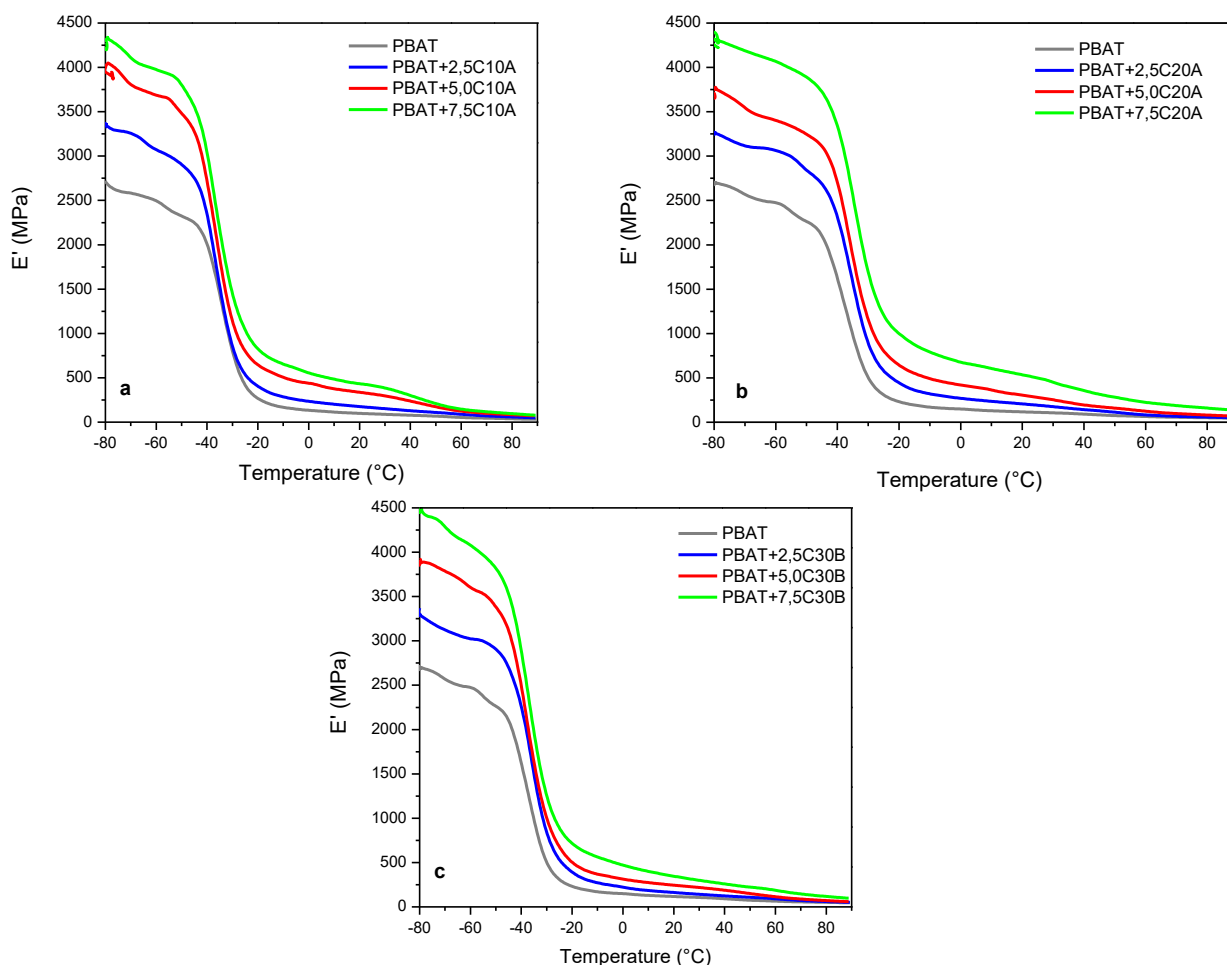 4500
4000
3500
3000
2500
2000
1500
1000
500
0
E' (MPa)
PBAT
PBAT+2,5C10A
PBAT+5,0C10A
PBAT+7,5C10A
a
-80 -60 -40 -20 0 20 40 60 80
Temperature (°C)
4500
4000
3500
3000
2500
2000
1500
1000
500
0
E' (MPa)
PBAT
PBAT+2,5C20A
PBAT+5,0C20A
PBAT+7,5C20A
b
-80 -60 -40 -20 0 20 40 60 80
Temperature (°C)
4500
4000
3500
3000
2500
2000
1500
1000
500
0
E' (MPa)
PBAT
PBAT+2,5C30B
PBAT+5,0C30B
PBAT+7,5C30B
c
-80 -60 -40 -20 0 20 40 60 80
Temperature (°C)